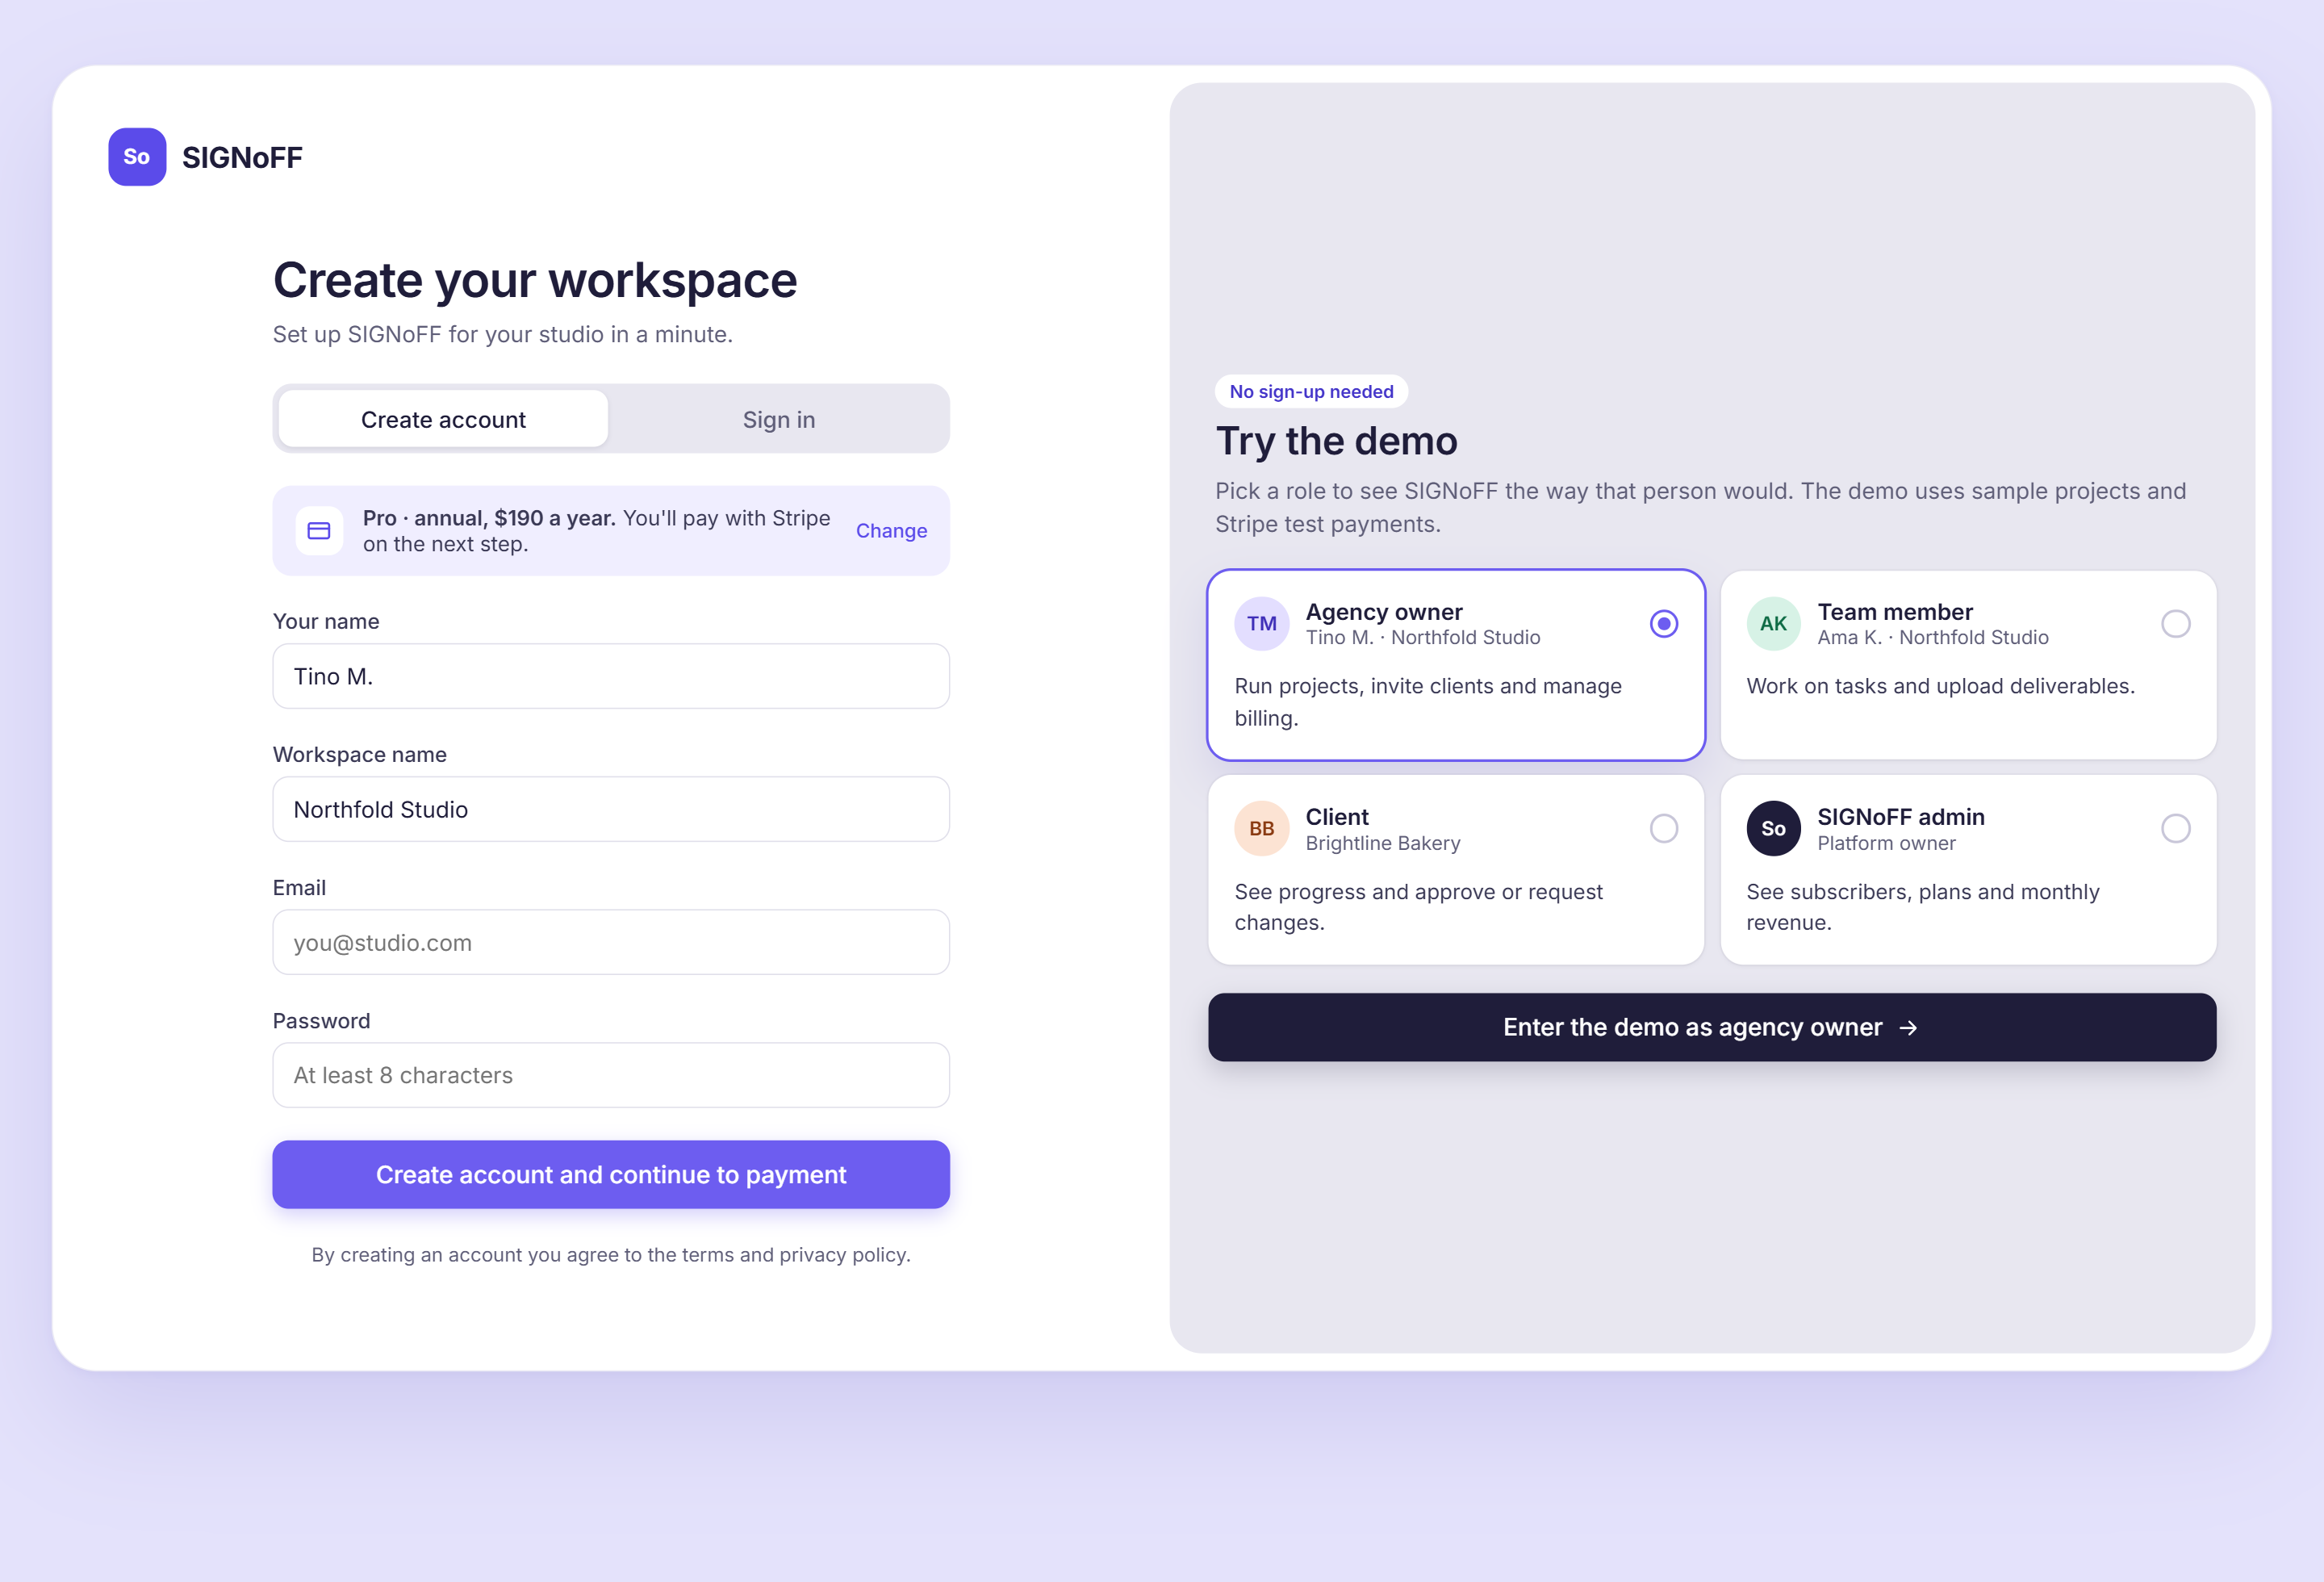 So
SIGNoFF
Create your workspace
Set up SIGNoFF for your studio in a minute.
Create account
Sign in
Pro · annual, $190 a year. You'll pay with Stripe
on the next step.
Change
Your name
Tino M.
Workspace name
Northfold Studio
Email
you@studio.com
Password
At least 8 characters
Create account and continue to payment
By creating an account you agree to the terms and privacy policy.
No sign-up needed
Try the demo
Pick a role to see SIGNoFF the way that person would. The demo uses sample projects and
Stripe test payments.
TM
Agency owner
Tino M. · Northfold Studio
Run projects, invite clients and manage
billing.
AK
Team member
Ama K. · Northfold Studio
Work on tasks and upload deliverables.
BB
Client
Brightline Bakery
See progress and approve or request
changes.
So
SIGNoFF admin
Platform owner
See subscribers, plans and monthly
revenue.
Enter the demo as agency owner →